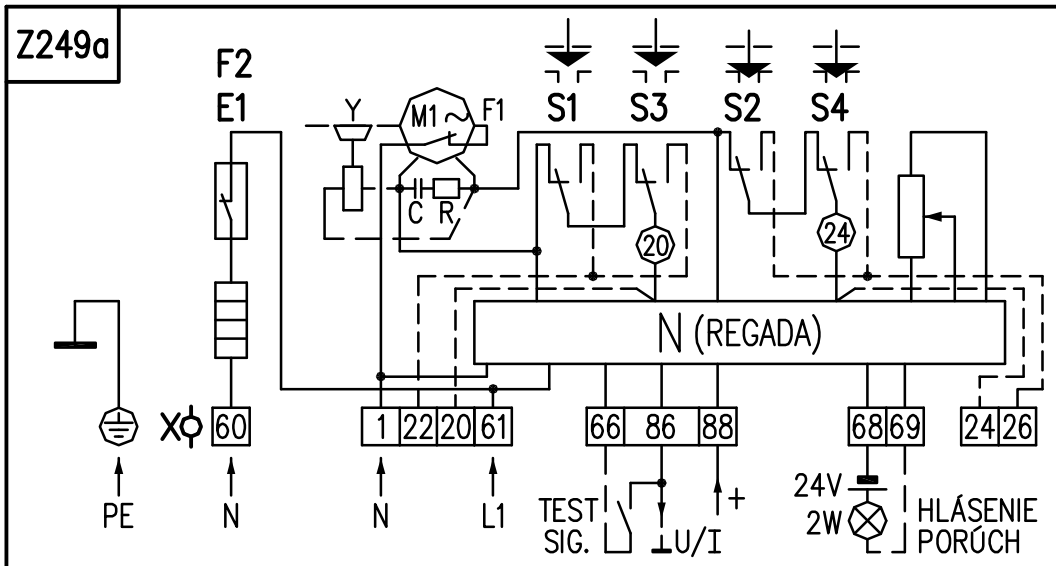 Z249a
F2
E1
Y
M1
F1
S1
S3
S2
S4
C
R
20
24
N (REGADA)
X
60
1
22
20
61
66
86
88
68
69
24
26
PE
N
N
L1
TEST
SIG.
U/I
+
24V
2W
HLÁSENIE
PORÚCH